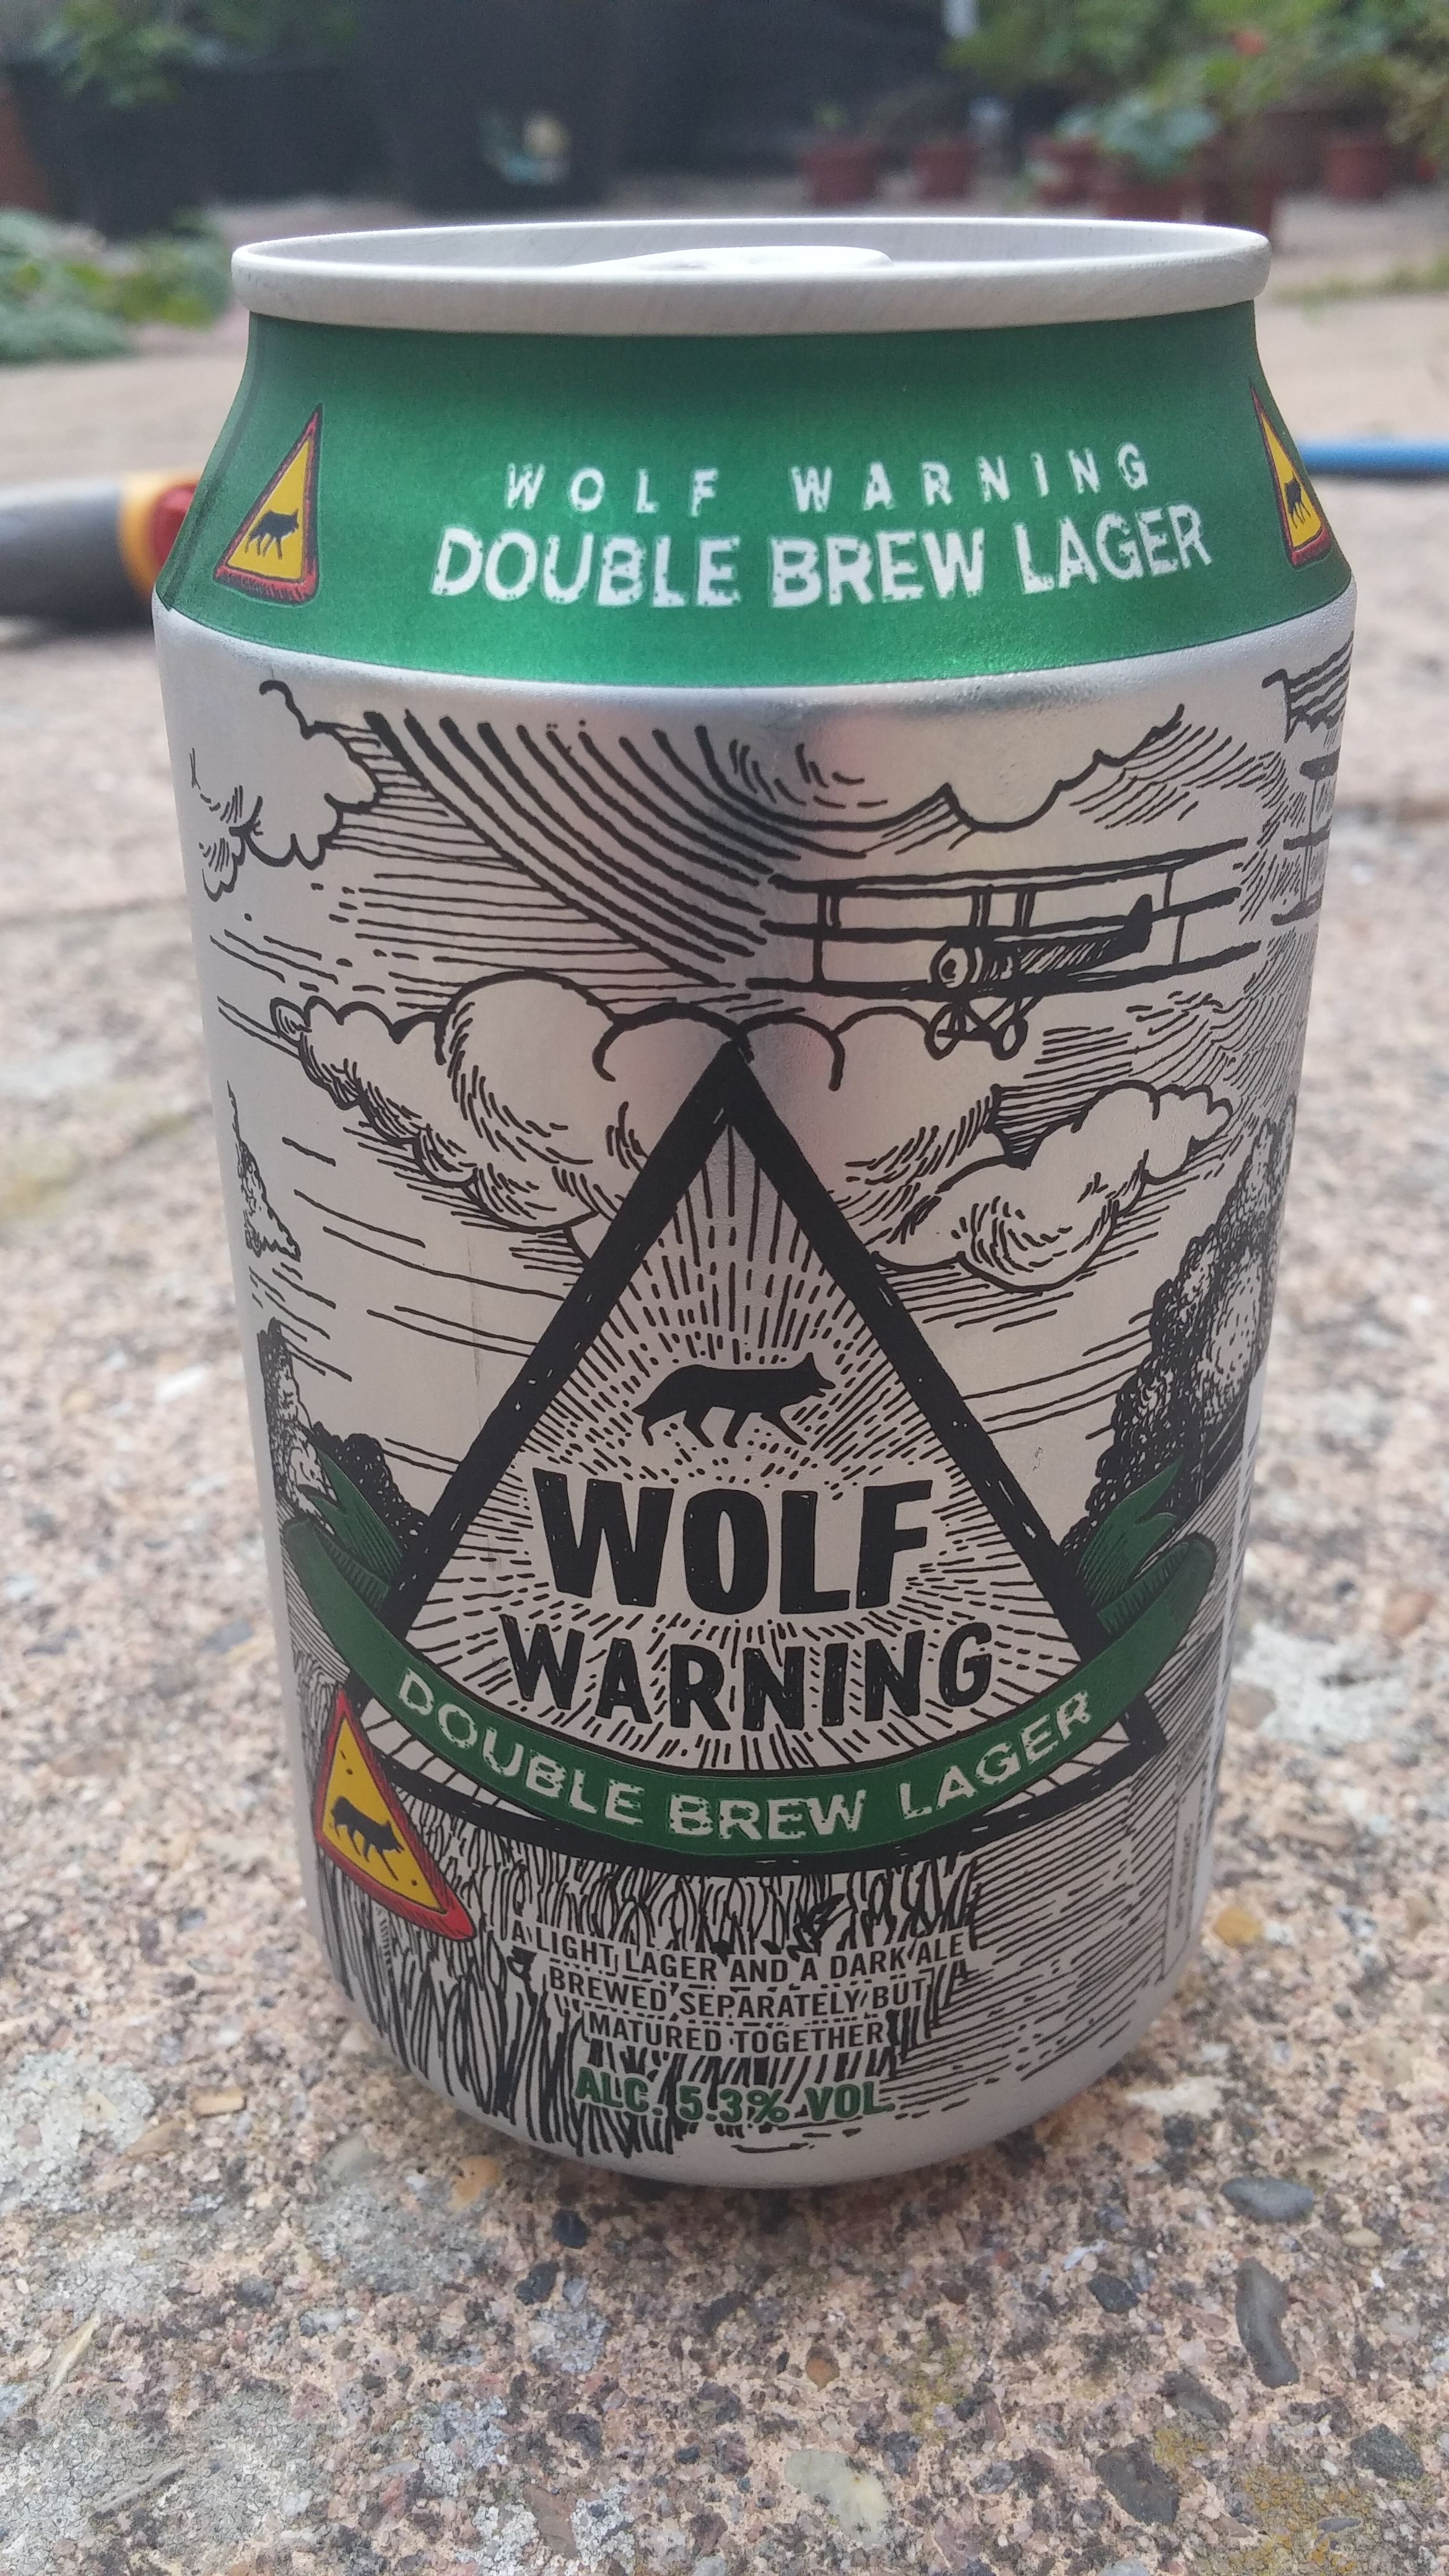 WOLF WARNING
DOUBLE BREW LAGER
WOLF
WARNING
DOUBLE BREW LAGER
A LIGHT LAGER AND A DARK ALE
BREWED SEPARATELY BUT
MATURED TOGETHER
ALC. 5.3% VOL.